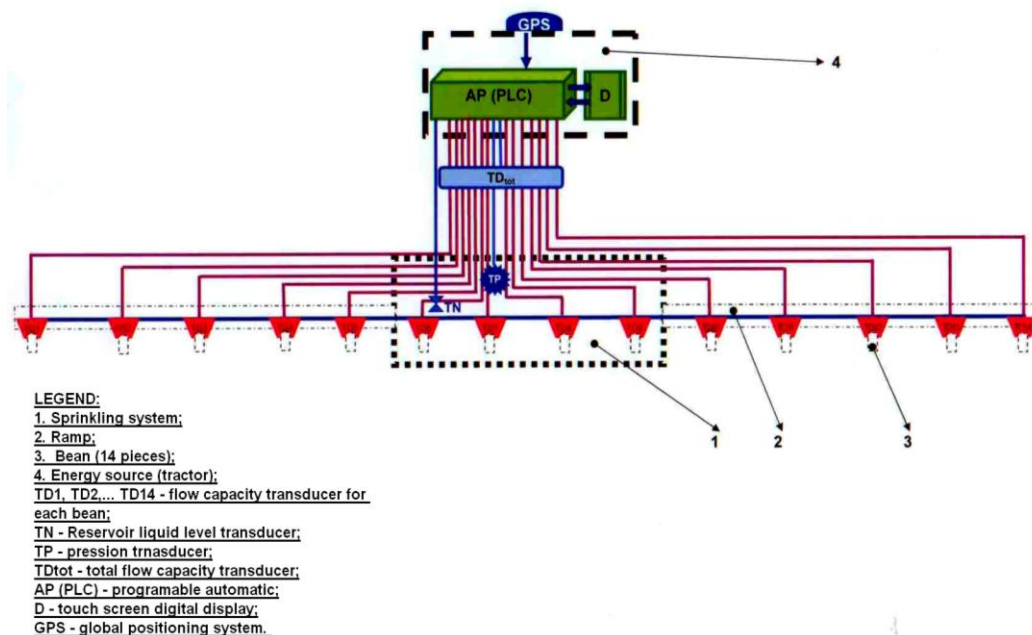 GPS
4
AP (PLC)
D
TDtot
TP
TN
1
2
3
LEGEND:
1. Sprinkling system;
2. Ramp;
3. Bean (14 pieces);
4. Energy source (tractor);
TD1, TD2,... TD14 - flow capacity transducer for
each bean;
TN - Reservoir liquid level transducer;
TP - pression trnasducer;
TDtot - total flow capacity transducer;
AP (PLC) - programable automatic;
D - touch screen digital display;
GPS - global positioning system.